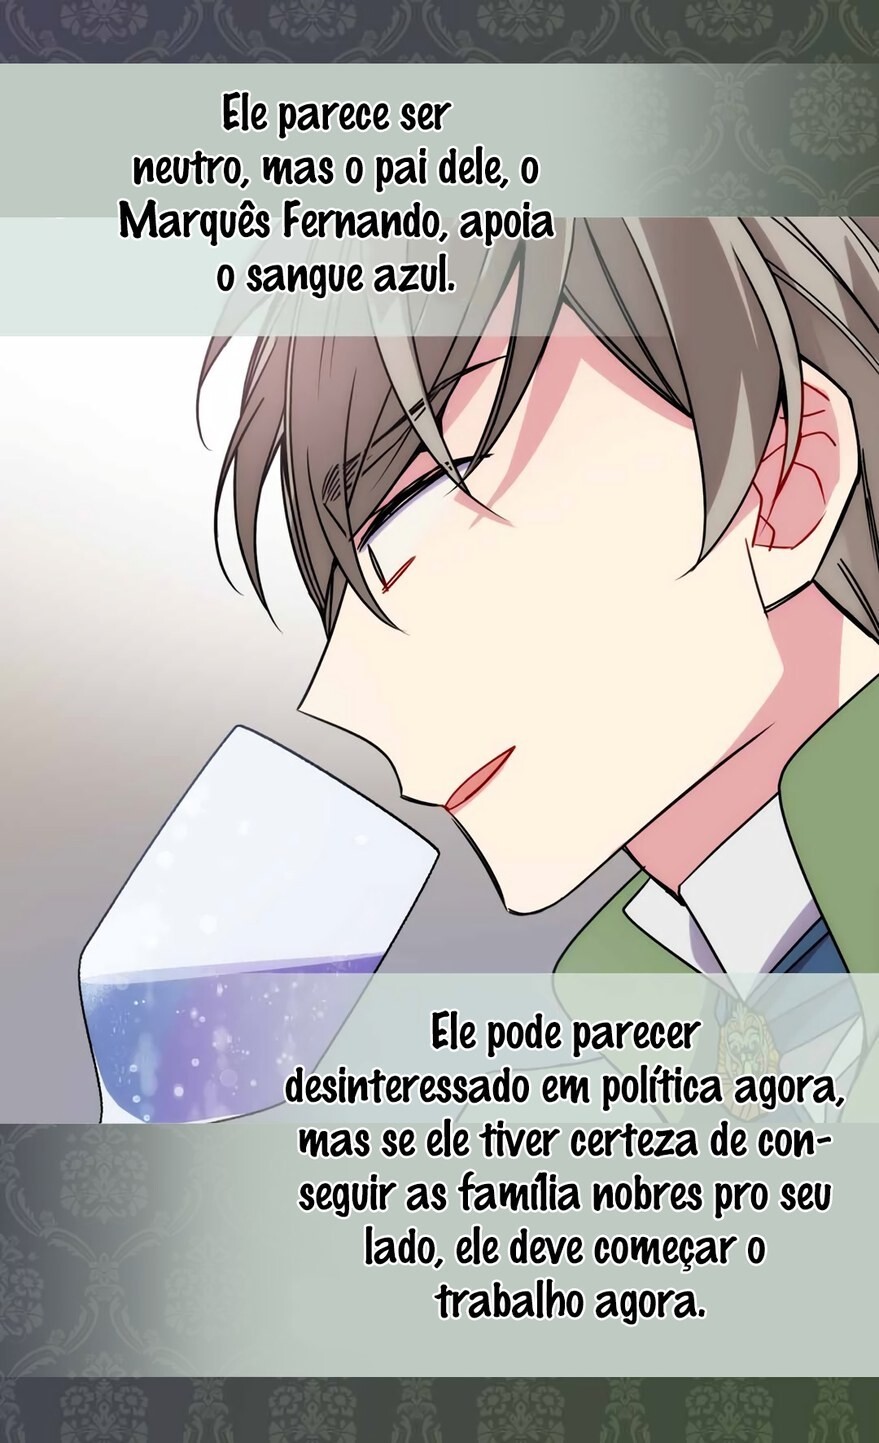 Ele parece ser
neutro, mas o pai dele, o
Marquês Fernando, apoia
o sangue azul.
Ele pode parecer
desinteressado em política agora,
mas se ele tiver certeza de con-
seguir as família nobres pro seu
lado, ele deve começar o
trabalho agora.